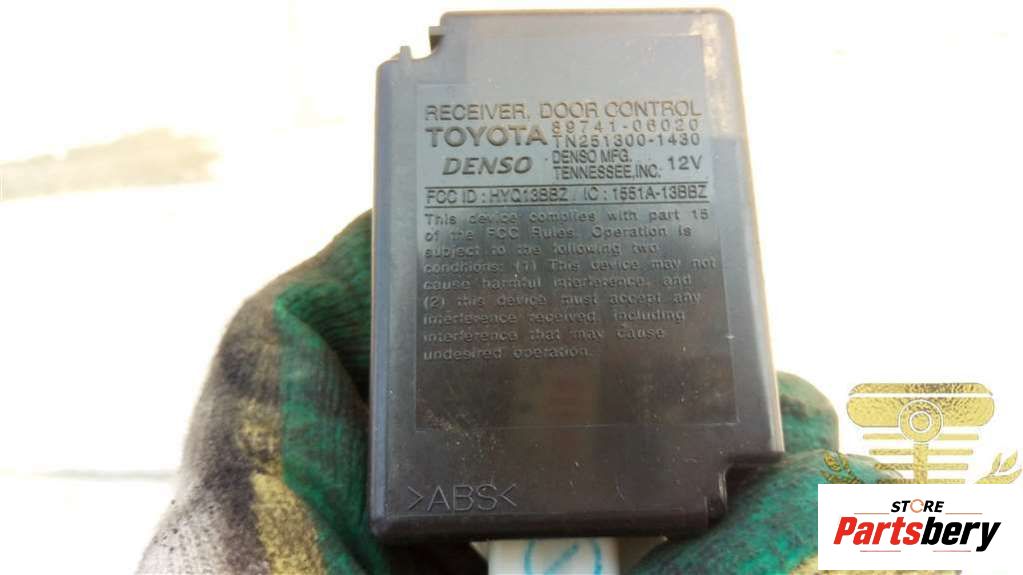 RECEIVER, DOOR CONTROL
TOYOTA 89741-06020
TN251300-1430
DENSO DENSO MFG. TENNESSEE, INC. 12V
FCC ID : HYQ13BBZ / IC : 1551A-13BBZ
This device complies with part 15
of the FCC Rules. Operation is
subject to the following two
conditions: (1) This device may not
cause harmful interference, and
(2) this device must accept any
interference received, including
interference that may cause
undesired operation.
>ABS<
STORE
Partsbery